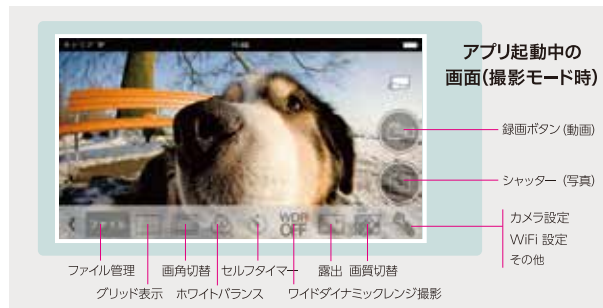 アプリ起動中の
画面(撮影モード時)
11:48
録画ボタン(動画)
シャッター(写真)
WDR
OFF
カメラ設定
WiFi 設定
その他
ファイル管理
画角切替
セルフタイマー
露出
画質切替
グリッド表示
ホワイトバランス
ワイドダイナミックレンジ撮影